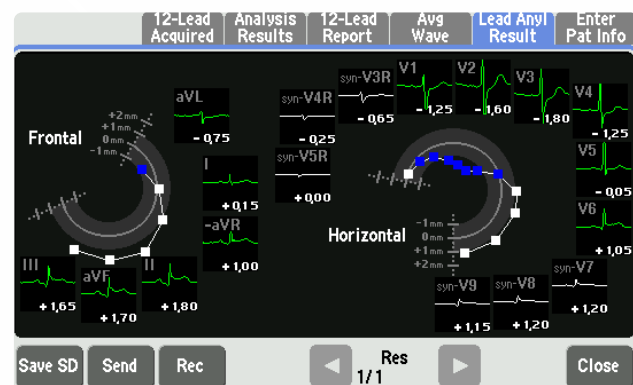 12-Lead Acquired
Analysis Results
12-Lead Report
Avg Wave
Lead Anyl Result
Enter Pat Info
Frontal
+2mm
+1mm
0mm
-1mm
aVL
- 0,75
I
+ 0,15
-aVR
+ 1,00
II
+ 1,80
aVF
+ 1,70
III
+ 1,65
Horizontal
-1mm
0mm
+1mm
+2mm
syn-V5R
+ 0,00
syn-V4R
- 0,25
syn-V3R
- 0,65
V1
- 1,25
V2
- 1,60
V3
- 1,80
V4
- 1,25
V5
- 0,05
V6
+ 1,05
syn-V7
+ 1,20
syn-V8
+ 1,20
syn-V9
+ 1,15
Save SD
Send
Rec
Res
1/1
Close